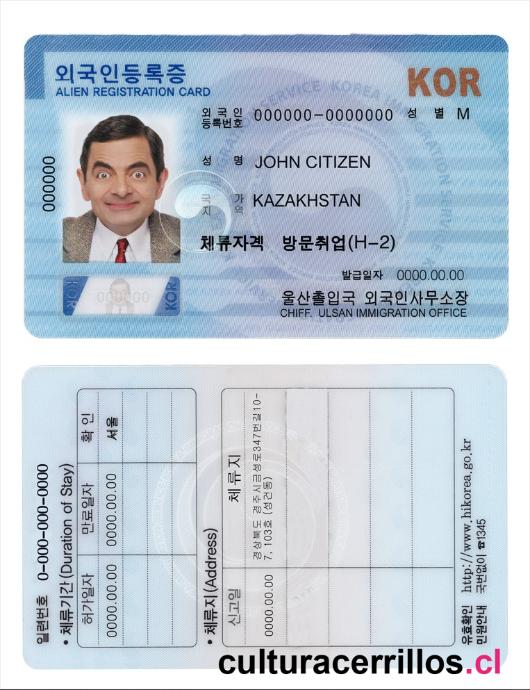 외국인등록증
ALIEN REGISTRATION CARD
KOR
외국인
등록번호 000000-0000000 성 별 M
성 명 JOHN CITIZEN
국 가
지 역 KAZAKHSTAN
체류자격 방문취업(H-2)
발급일자 0000.00.00
울산출입국 외국인사무소장
CHIFF, ULSAN IMMIGRATION OFFICE
000000
KOR
KOR
일련번호 0-000-000-0000
• 체류기간(Duration of Stay)
허가일자 만료일자 확 인
0000.00.00 0000.00.00 서울
• 체류지(Address)
신고일 체 류 지
0000.00.00 경상북도 경주시금성로347번길10-
7, 103호 (성건동)
유효확인 http://www.hikorea.go.kr
민원안내 국번없이 ☎1345
culturacerrillos.cl